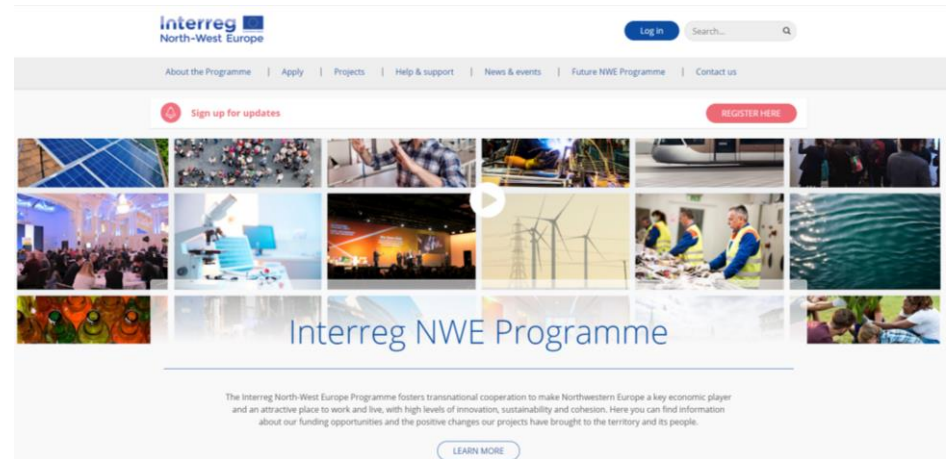 Interreg
North-West Europe
Log in
Search...
About the Programme | Apply | Projects | Help & support | News & events | Future NWE Programme | Contact us
Sign up for updates
REGISTER HERE
Interreg NWE Programme
The Interreg North-West Europe Programme fosters transnational cooperation to make Northwestern Europe a key economic player
and an attractive place to work and live, with high levels of innovation, sustainability and cohesion. Here you can find information
about our funding opportunities and the positive changes our projects have brought to the territory and its people.
LEARN MORE